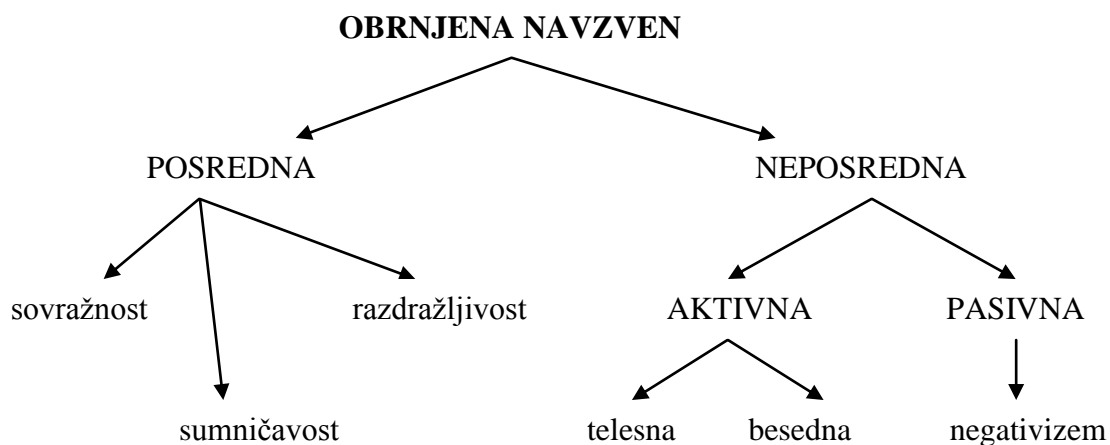 OBRNJENA NAVZVEN
POSREDNA NEPOSREDNA
sovražnost razdražljivost AKTIVNA PASIVNA
sumničavost telesna besedna negativizem